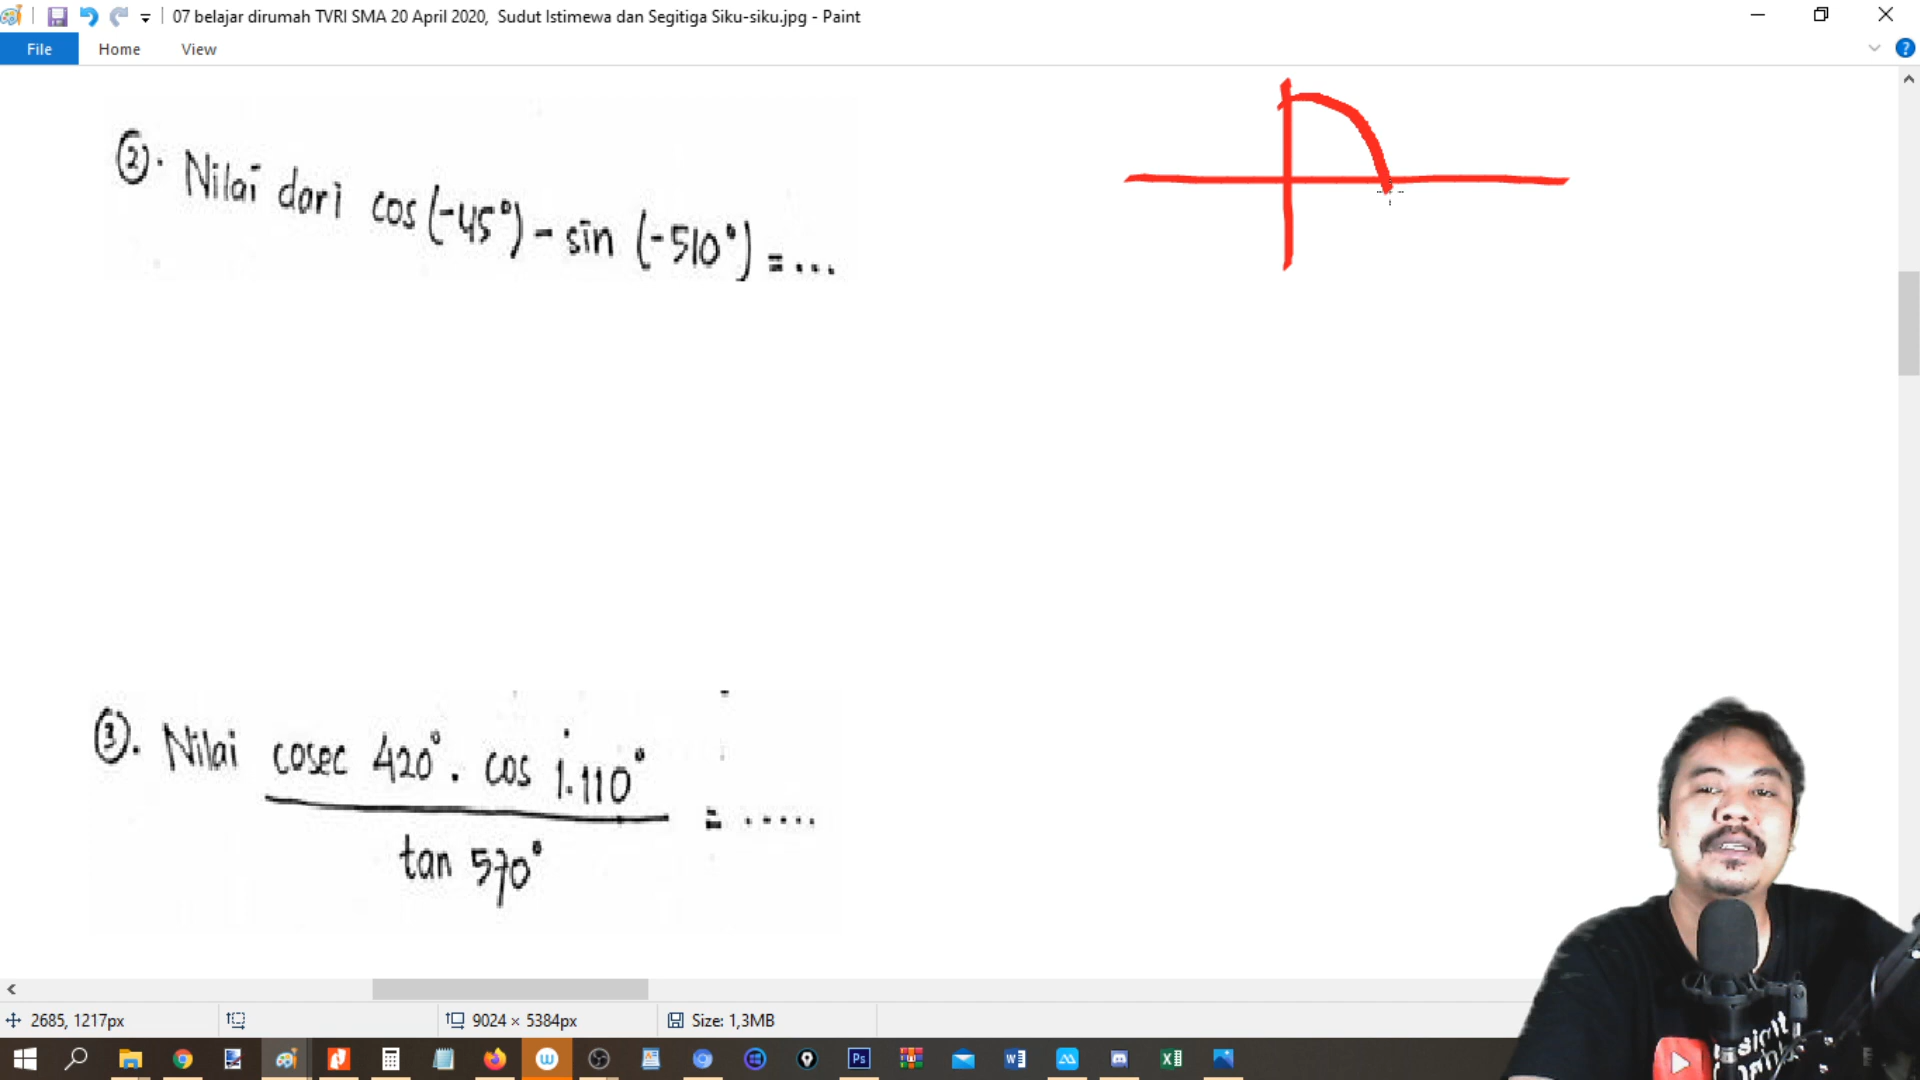 07 belajar dirumah TVRI SMA 20 April 2020, Sudut Istimewa dan Segitiga Siku-siku.jpg - Paint
File Home View
②. Nilai dari cos (-45°) - sin (-510°) = ...
③. Nilai cosec 420° . cos 1.110°
= .....
tan 570°
2685, 1217px
9024 × 5384px
Size: 1,3MB